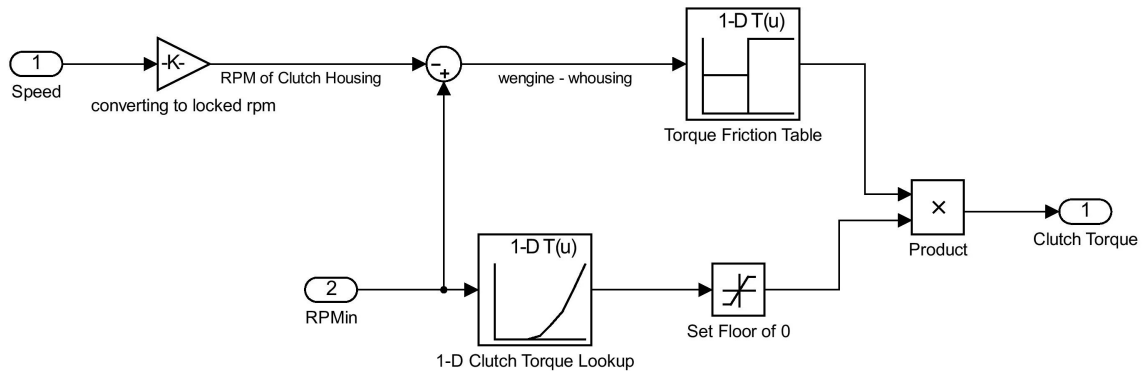 1-D T(u)
1
Speed
-K-
converting to locked rpm
RPM of Clutch Housing
−
+
wengine - whousing
Torque Friction Table
×
Product
1
Clutch Torque
1-D T(u)
2
RPMin
1-D Clutch Torque Lookup
Set Floor of 0